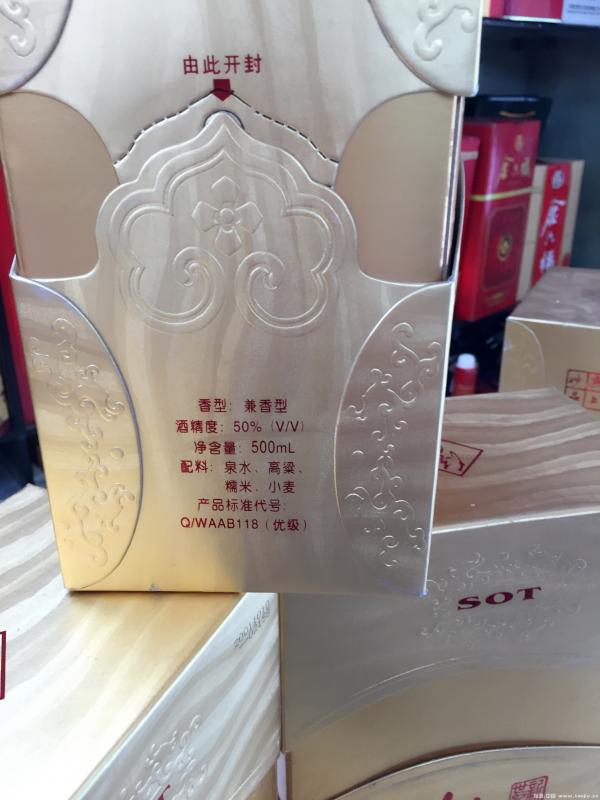 由此开封
香型: 兼香型
酒精度: 50% (V/V)
净含量: 500mL
配料: 泉水、高粱、
糯米、小麦
产品标准代号:
Q/WAAB118 (优级)
SOT